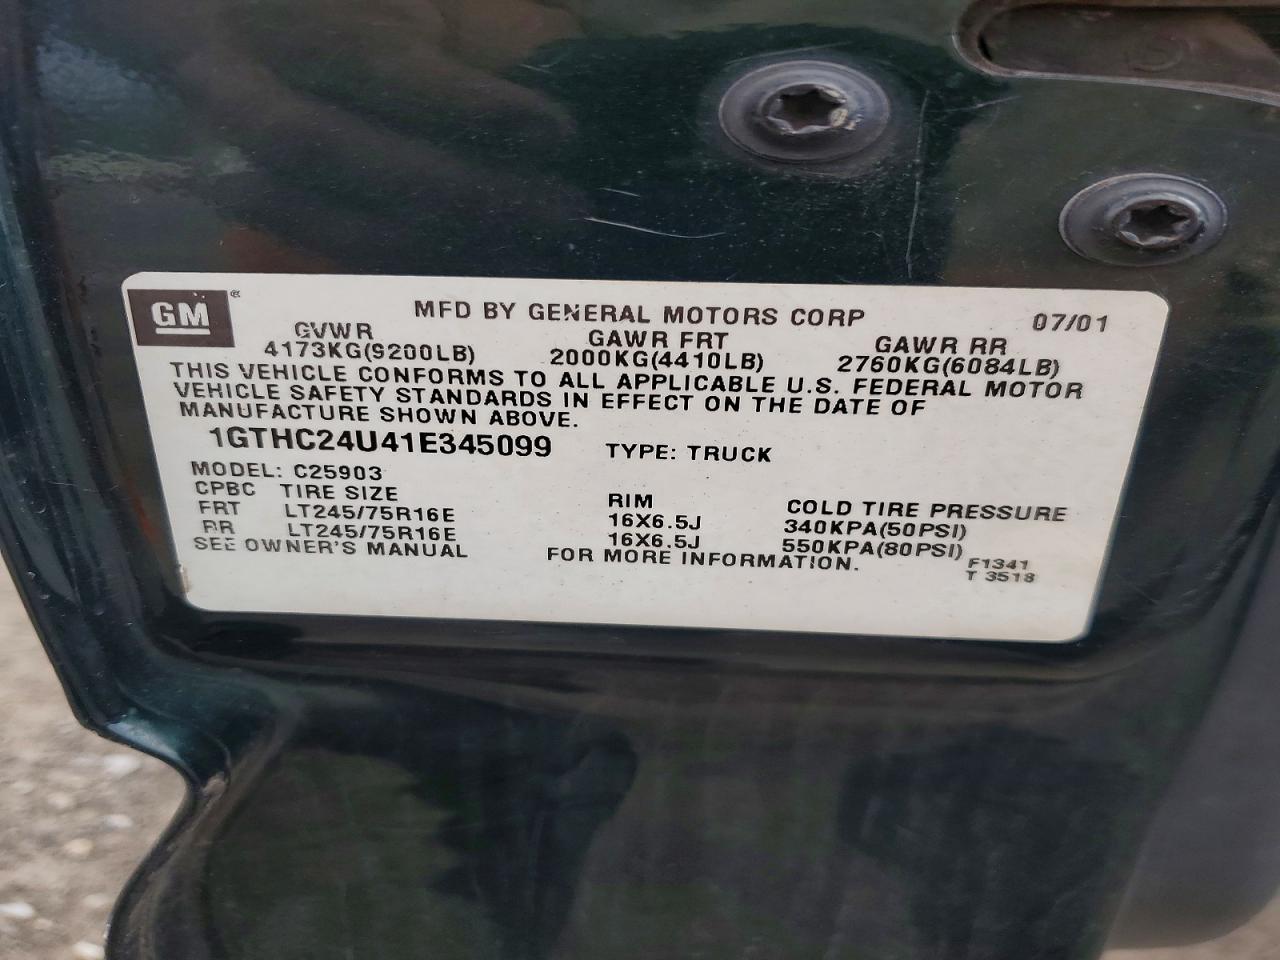 GM®
MFD BY GENERAL MOTORS CORP 07/01
GVWR GAWR FRT GAWR RR
4173KG(9200LB) 2000KG(4410LB) 2760KG(6084LB)
THIS VEHICLE CONFORMS TO ALL APPLICABLE U.S. FEDERAL MOTOR
VEHICLE SAFETY STANDARDS IN EFFECT ON THE DATE OF
MANUFACTURE SHOWN ABOVE.
1GTHC24U41E345099 TYPE: TRUCK
MODEL: C25903
CPBC TIRE SIZE RIM COLD TIRE PRESSURE
FRT LT245/75R16E 16X6.5J 340KPA(50PSI)
RR LT245/75R16E 16X6.5J 550KPA(80PSI)
SEE OWNER'S MANUAL FOR MORE INFORMATION.
F1341
T 3518